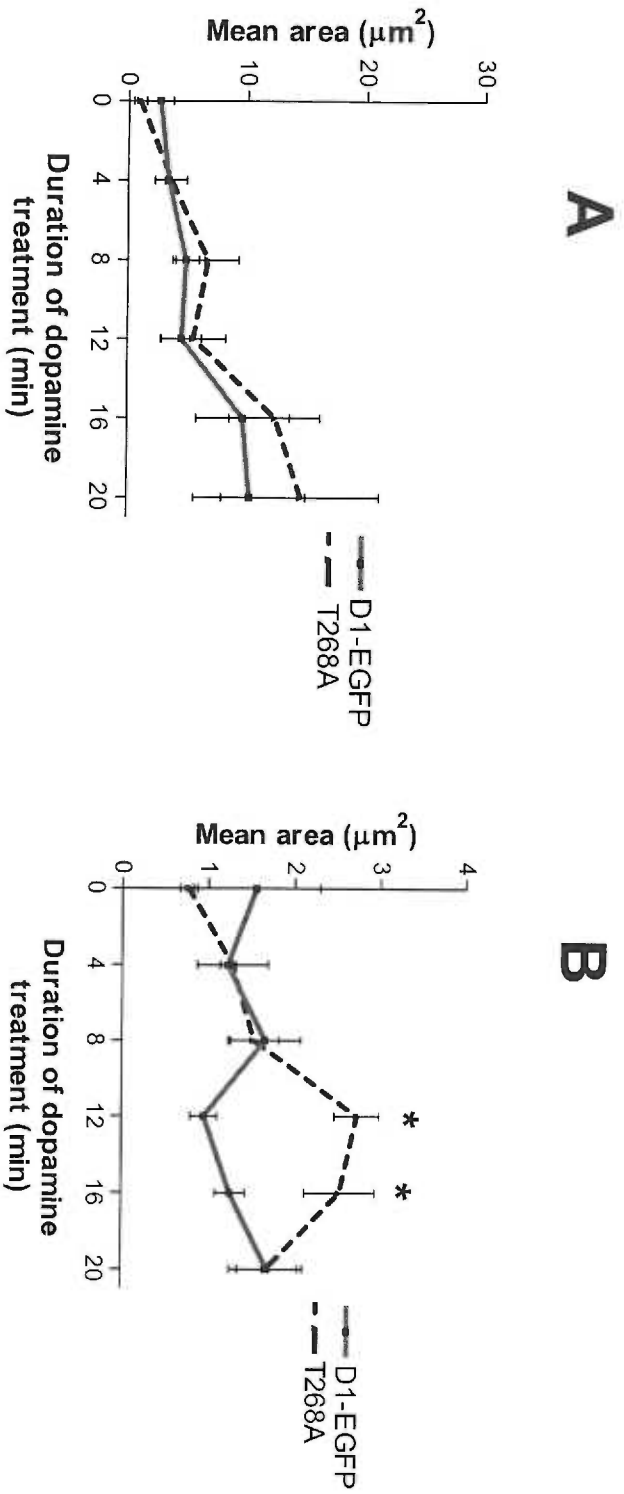 A
Mean area (μm²)
30
20
10
0
0 4 8 12 16 20
Duration of dopamine
treatment (min)
D1-EGFP
T268A
B
Mean area (μm²)
4
3
2
1
0
* *
0 4 8 12 16 20
Duration of dopamine
treatment (min)
D1-EGFP
T268A